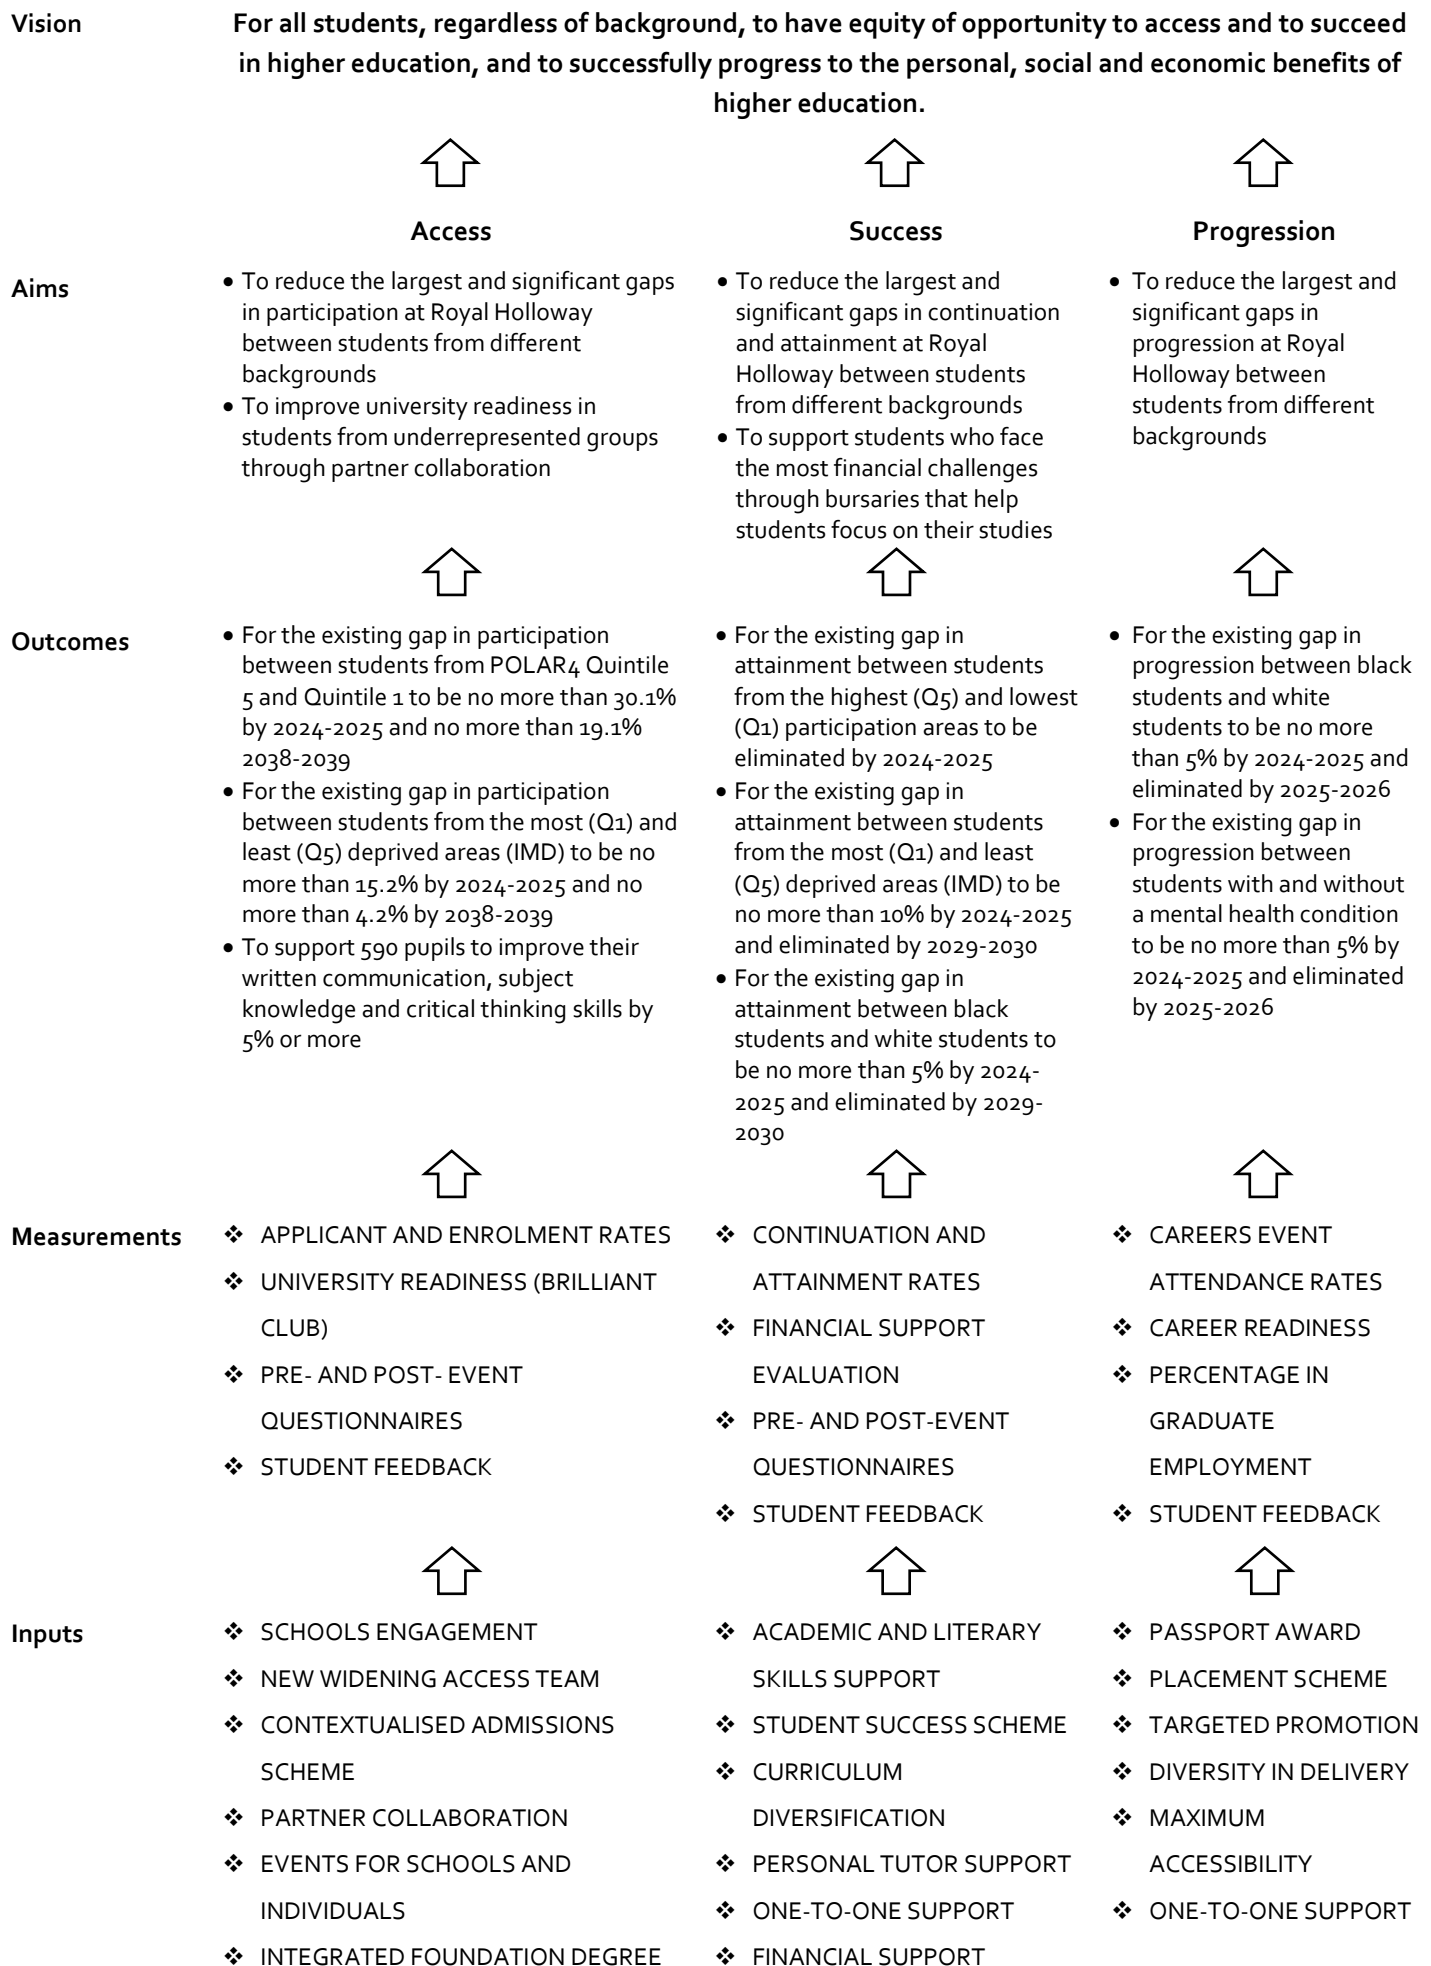 Vision
For all students, regardless of background, to have equity of opportunity to access and to succeed
in higher education, and to successfully progress to the personal, social and economic benefits of
higher education.
Access
Success
Progression
Aims
• To reduce the largest and significant gaps
in participation at Royal Holloway
between students from different
backgrounds
• To improve university readiness in
students from underrepresented groups
through partner collaboration
• To reduce the largest and
significant gaps in continuation
and attainment at Royal
Holloway between students
from different backgrounds
• To support students who face
the most financial challenges
through bursaries that help
students focus on their studies
• To reduce the largest and
significant gaps in
progression at Royal
Holloway between
students from different
backgrounds
Outcomes
• For the existing gap in participation
between students from POLAR4 Quintile
5 and Quintile 1 to be no more than 30.1%
by 2024-2025 and no more than 19.1%
2038-2039
• For the existing gap in participation
between students from the most (Q1) and
least (Q5) deprived areas (IMD) to be no
more than 15.2% by 2024-2025 and no
more than 4.2% by 2038-2039
• To support 590 pupils to improve their
written communication, subject
knowledge and critical thinking skills by
5% or more
• For the existing gap in
attainment between students
from the highest (Q5) and lowest
(Q1) participation areas to be
eliminated by 2024-2025
• For the existing gap in
attainment between students
from the most (Q1) and least
(Q5) deprived areas (IMD) to be
no more than 10% by 2024-2025
and eliminated by 2029-2030
• For the existing gap in
attainment between black
students and white students to
be no more than 5% by 2024-
2025 and eliminated by 2029-
2030
• For the existing gap in
progression between black
students and white
students to be no more
than 5% by 2024-2025 and
eliminated by 2025-2026
• For the existing gap in
progression between
students with and without
a mental health condition
to be no more than 5% by
2024-2025 and eliminated
by 2025-2026
Measurements
❖ APPLICANT AND ENROLMENT RATES
❖ UNIVERSITY READINESS (BRILLIANT
CLUB)
❖ PRE- AND POST- EVENT
QUESTIONNAIRES
❖ STUDENT FEEDBACK
❖ CONTINUATION AND
ATTAINMENT RATES
❖ FINANCIAL SUPPORT
EVALUATION
❖ PRE- AND POST-EVENT
QUESTIONNAIRES
❖ STUDENT FEEDBACK
❖ CAREERS EVENT
ATTENDANCE RATES
❖ CAREER READINESS
❖ PERCENTAGE IN
GRADUATE
EMPLOYMENT
❖ STUDENT FEEDBACK
Inputs
❖ SCHOOLS ENGAGEMENT
❖ NEW WIDENING ACCESS TEAM
❖ CONTEXTUALISED ADMISSIONS
SCHEME
❖ PARTNER COLLABORATION
❖ EVENTS FOR SCHOOLS AND
INDIVIDUALS
❖ INTEGRATED FOUNDATION DEGREE
❖ ACADEMIC AND LITERARY
SKILLS SUPPORT
❖ STUDENT SUCCESS SCHEME
❖ CURRICULUM
DIVERSIFICATION
❖ PERSONAL TUTOR SUPPORT
❖ ONE-TO-ONE SUPPORT
❖ FINANCIAL SUPPORT
❖ PASSPORT AWARD
❖ PLACEMENT SCHEME
❖ TARGETED PROMOTION
❖ DIVERSITY IN DELIVERY
❖ MAXIMUM
ACCESSIBILITY
❖ ONE-TO-ONE SUPPORT